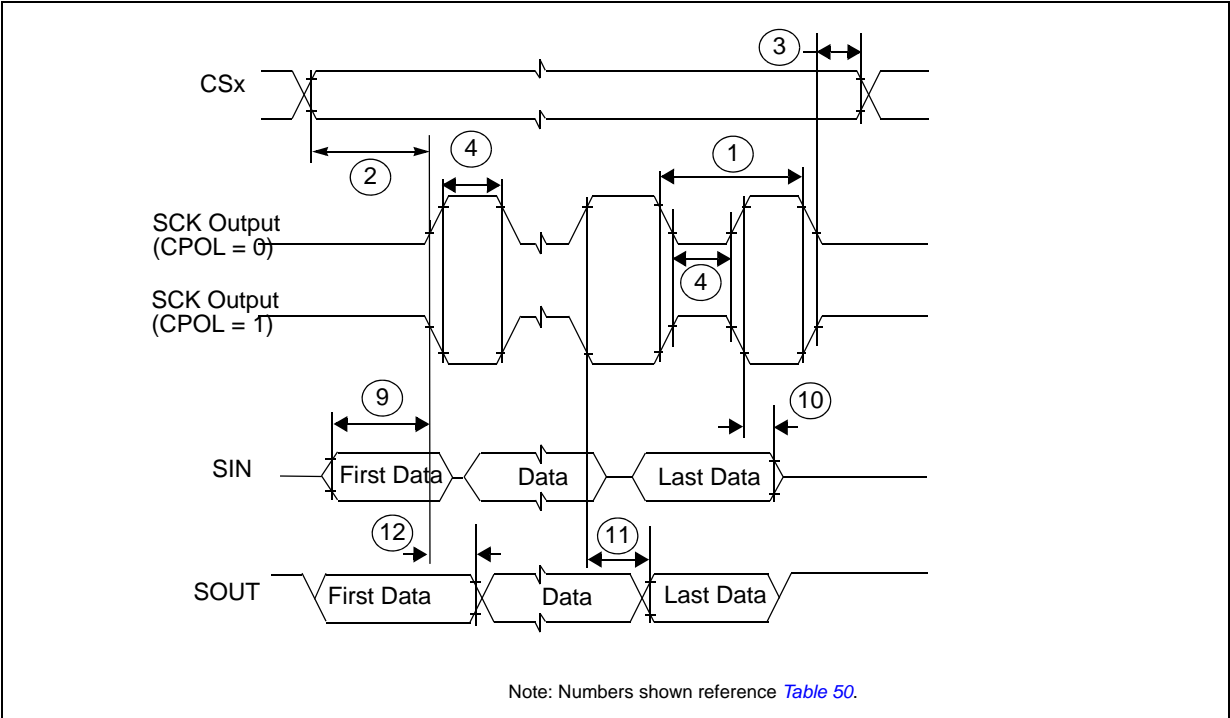 3
CSx
2
4
1
SCK Output
(CPOL = 0)
4
SCK Output
(CPOL = 1)
9
10
SIN
First Data
Data
Last Data
12
11
SOUT
First Data
Data
Last Data
Note: Numbers shown reference Table 50.